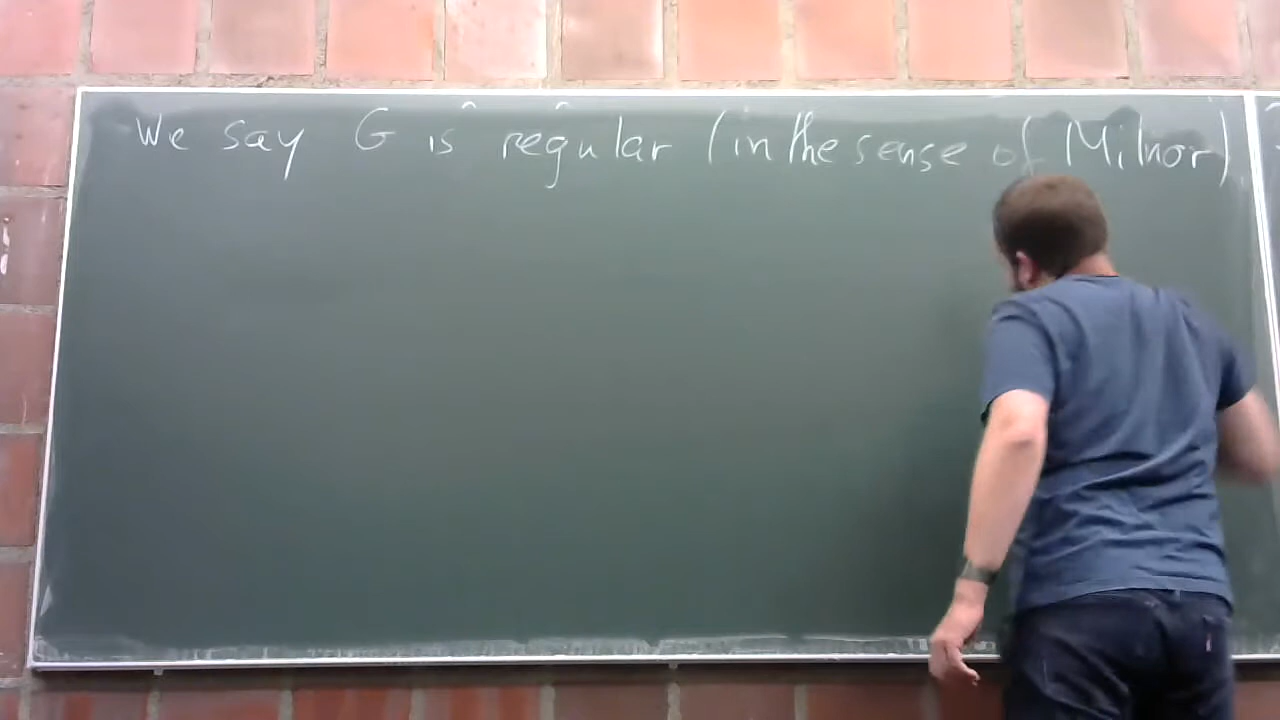 We say G is regular (in the sense of Milnor)